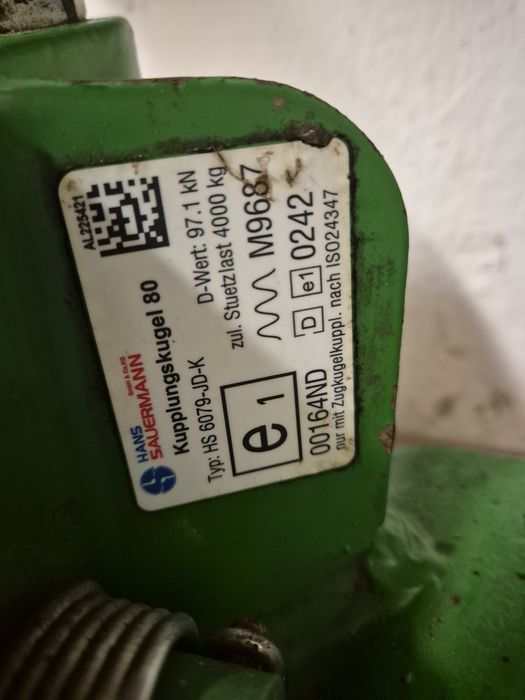 HANS
SAUERMANN
GmbH & Co.KG
AL225421
Kupplungskugel 80
Typ: HS 6079-JD-K
D-Wert: 97.1 kN
zul. Stuetzlast 4000 kg
M9687
e 1
D e1 0242
00164ND
nur mit Zugkugelkuppl. nach ISO24347